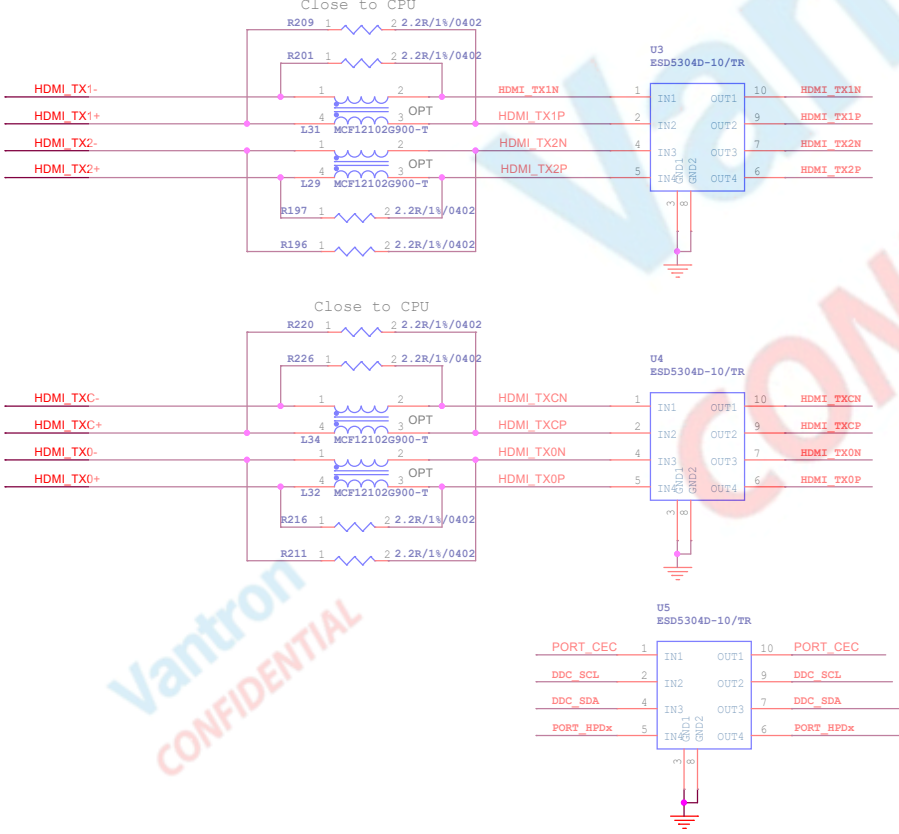 Close to CPU
R209 1 2 2.2R/1%/0402
R201 1 2 2.2R/1%/0402
U3
ESD5304D-10/TR
HDMI_TX1- 1 2 HDMI_TX1N 1 IN1 OUT1 10 HDMI_TX1N
OPT
HDMI_TX1+ 4 3 HDMI_TX1P 2 IN2 OUT2 9 HDMI_TX1P
L31 MCF12102G900-T
HDMI_TX2- 1 2 HDMI_TX2N 4 IN3 OUT3 7 HDMI_TX2N
OPT
HDMI_TX2+ 4 3 HDMI_TX2P 5 IN4 OUT4 6 HDMI_TX2P
GND1 GND2
L29 MCF12102G900-T
3 8
R197 1 2 2.2R/1%/0402
R196 1 2 2.2R/1%/0402
Close to CPU
R220 1 2 2.2R/1%/0402
R226 1 2 2.2R/1%/0402
U4
ESD5304D-10/TR
HDMI_TXC- 1 2 HDMI_TXCN 1 IN1 OUT1 10 HDMI_TXCN
OPT
HDMI_TXC+ 4 3 HDMI_TXCP 2 IN2 OUT2 9 HDMI_TXCP
L34 MCF12102G900-T
HDMI_TX0- 1 2 HDMI_TX0N 4 IN3 OUT3 7 HDMI_TX0N
OPT
HDMI_TX0+ 4 3 HDMI_TX0P 5 IN4 OUT4 6 HDMI_TX0P
GND1 GND2
L32 MCF12102G900-T
3 8
R216 1 2 2.2R/1%/0402
R211 1 2 2.2R/1%/0402
U5
ESD5304D-10/TR
PORT_CEC 1 IN1 OUT1 10 PORT_CEC
DDC_SCL 2 IN2 OUT2 9 DDC_SCL
DDC_SDA 4 IN3 OUT3 7 DDC_SDA
PORT_HPDx 5 IN4 OUT4 6 PORT_HPDx
GND1 GND2
3 8
Vantron
CONFIDENTIAL